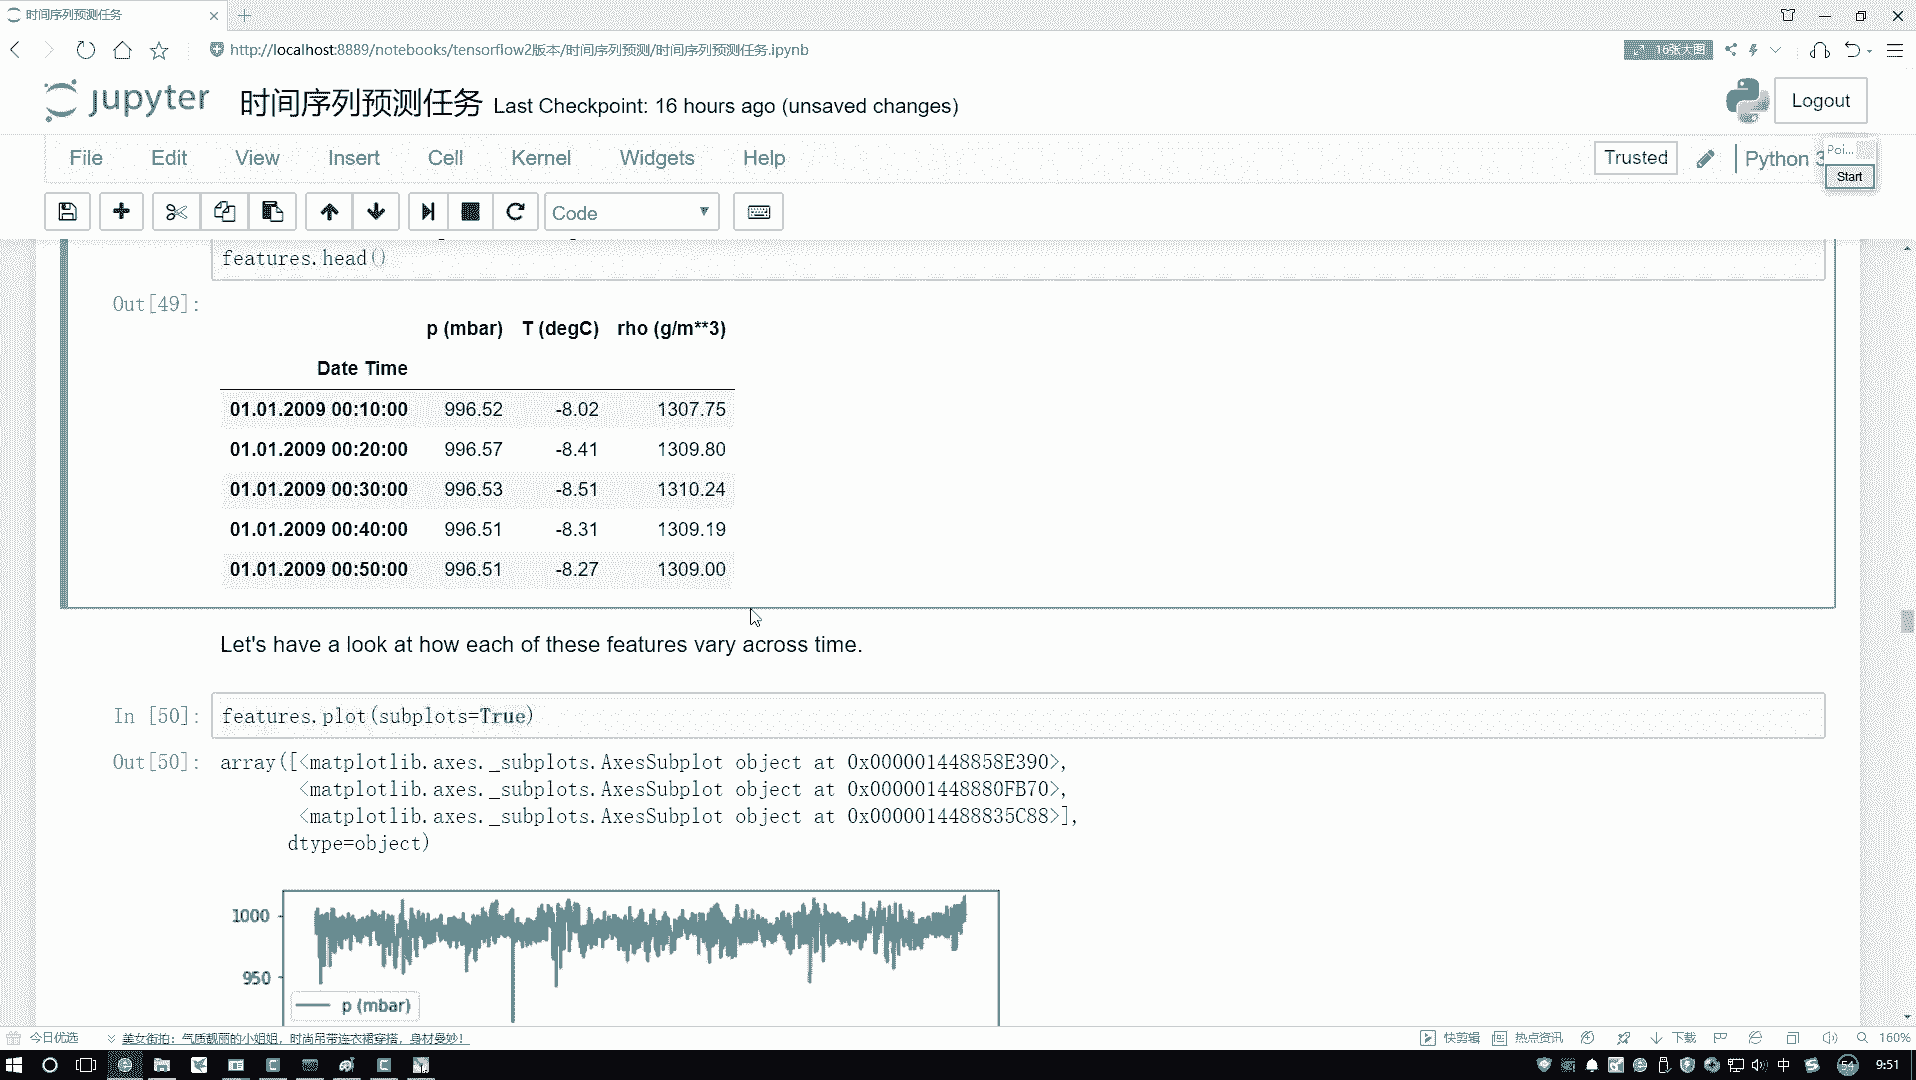 时间序列预测任务
http://localhost:8889/notebooks/tensorflow2版本/时间序列预测/时间序列预测任务.ipynb
16张大图
jupyter 时间序列预测任务 Last Checkpoint: 16 hours ago (unsaved changes)
Logout
File Edit View Insert Cell Kernel Widgets Help
Trusted
Python 3
Poi...
Start
Code
features.head()
Out[49]:
p (mbar) T (degC) rho (g/m**3)
Date Time
01.01.2009 00:10:00 996.52 -8.02 1307.75
01.01.2009 00:20:00 996.57 -8.41 1309.80
01.01.2009 00:30:00 996.53 -8.51 1310.24
01.01.2009 00:40:00 996.51 -8.31 1309.19
01.01.2009 00:50:00 996.51 -8.27 1309.00
Let's have a look at how each of these features vary across time.
In [50]: features.plot(subplots=True)
Out[50]: array([<matplotlib.axes._subplots.AxesSubplot object at 0x000001448858E390>,
<matplotlib.axes._subplots.AxesSubplot object at 0x000001448880FB70>,
<matplotlib.axes._subplots.AxesSubplot object at 0x0000014488835C88>],
dtype=object)
1000
950
p (mbar)
今日优选
美女街拍：气质靓丽的小姐姐，时尚吊带连衣裙穿搭，身材曼妙！
快剪辑
热点资讯
下载
160%
中
54
9:51